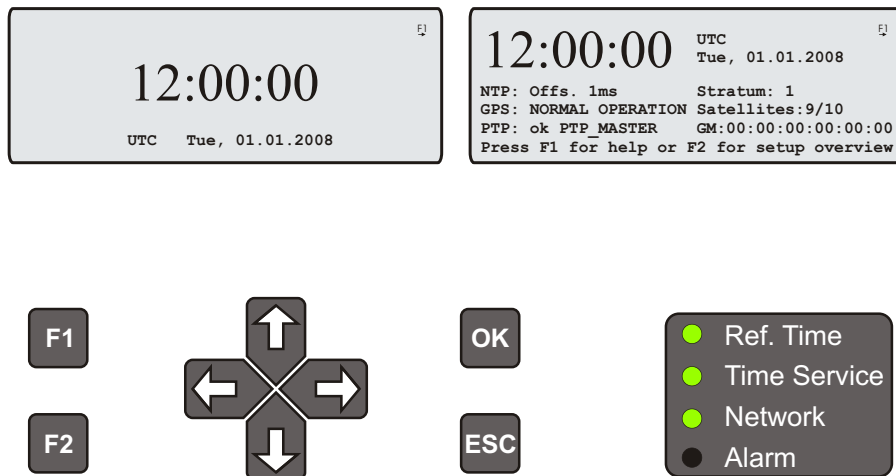 F1
12:00:00
UTC Tue, 01.01.2008
F1
12:00:00
UTC
Tue, 01.01.2008
NTP: Offs. 1ms Stratum: 1
GPS: NORMAL OPERATION Satellites:9/10
PTP: ok PTP_MASTER GM:00:00:00:00:00:00
Press F1 for help or F2 for setup overview
F1
OK
F2
ESC
Ref. Time
Time Service
Network
Alarm